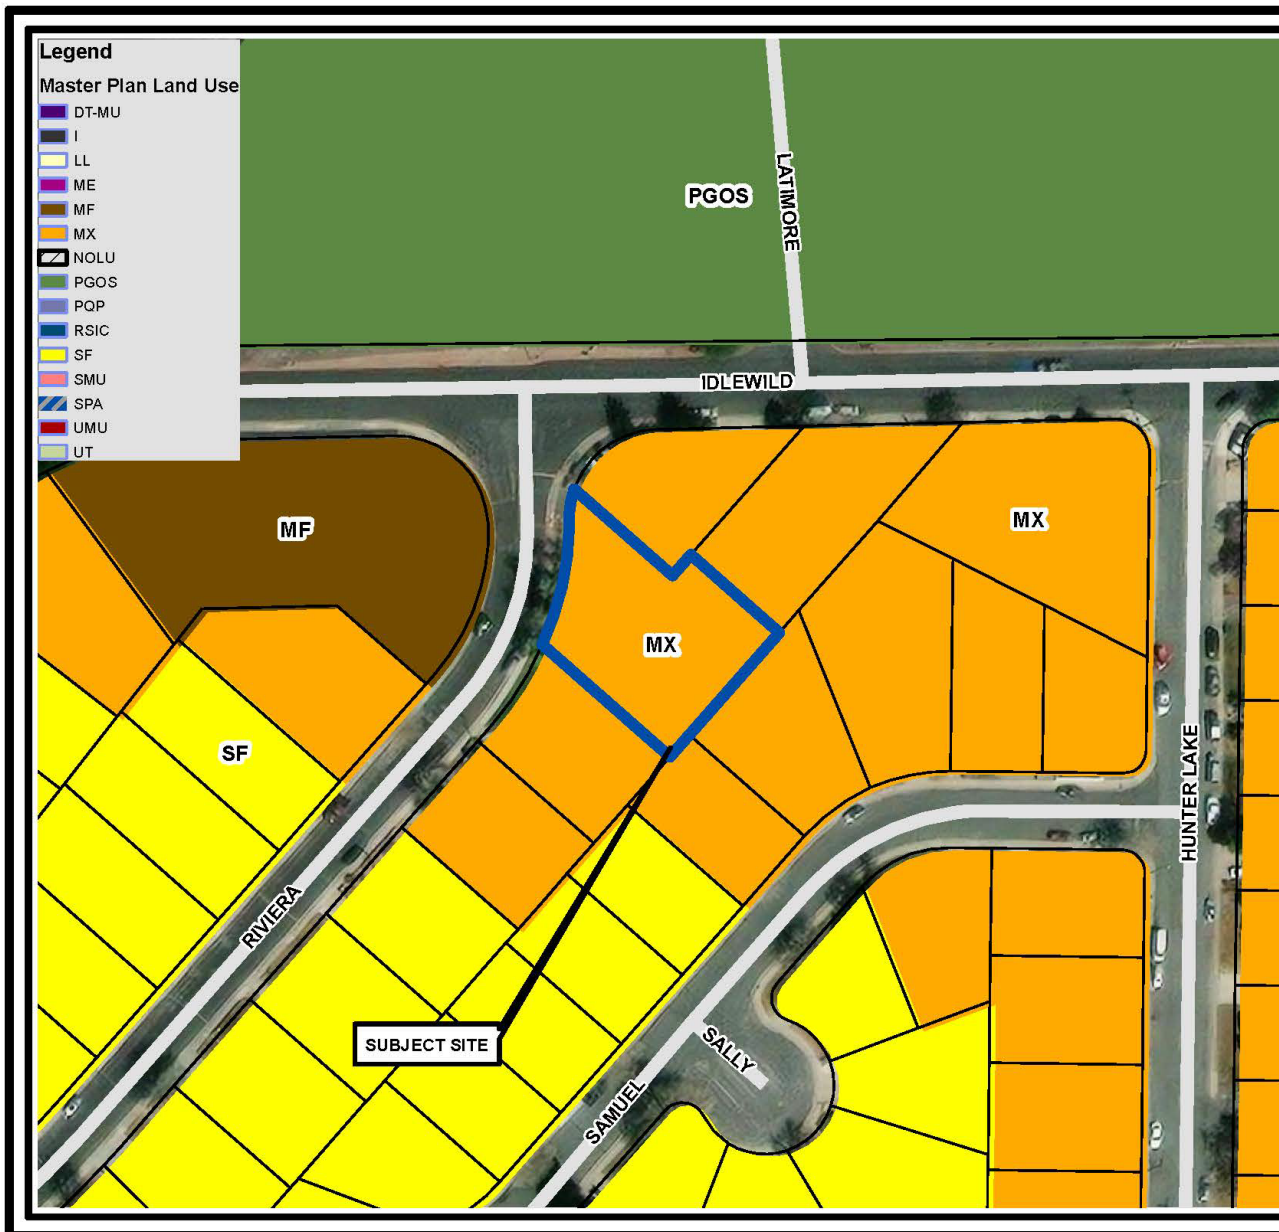 Legend
Master Plan Land Use
DT-MU
I
LL
ME
MF
MX
NOLU
PGOS
PQP
RSIC
SF
SMU
SPA
UMU
UT
PGOS
LATIMORE
IDLEWILD
MF
MX
MX
SF
HUNTER LAKE
RIVIERA
SUBJECT SITE
SALLY
SAMUEL